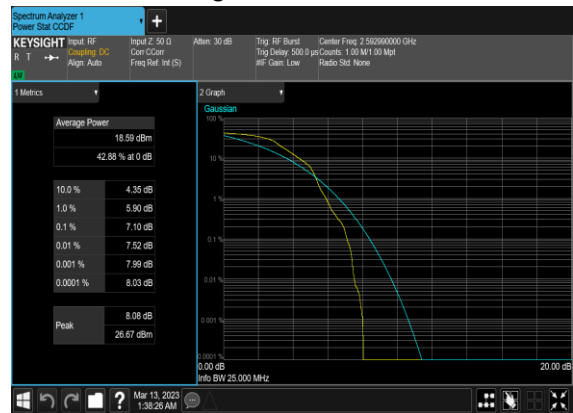 Spectrum Analyzer 1
Power Stat CCDF
+
KEYSIGHT Input: RF Input Z: 50 Ω Atten: 30 dB Trig: RF Burst Center Freq: 2.592990000 GHz
R T Coupling: DC Corr CCorr Trig Delay: 500.0 µs Counts: 1.00 M/1.00 Mpt
Align: Auto Freq Ref: Int (S) #IF Gain: Low Radio Std: None
LXI
1 Metrics
2 Graph
Average Power
18.59 dBm
42.88 % at 0 dB
10.0 % 4.35 dB
1.0 % 5.90 dB
0.1 % 7.10 dB
0.01 % 7.52 dB
0.001 % 7.99 dB
0.0001 % 8.03 dB
Peak 8.08 dB
26.67 dBm
Gaussian
100 %
10 %
1 %
0.1 %
0.01 %
0.001 %
0.0001 %
0.00 dB 20.00 dB
Info BW 25.000 MHz
?
Mar 13, 2023
1:38:26 AM